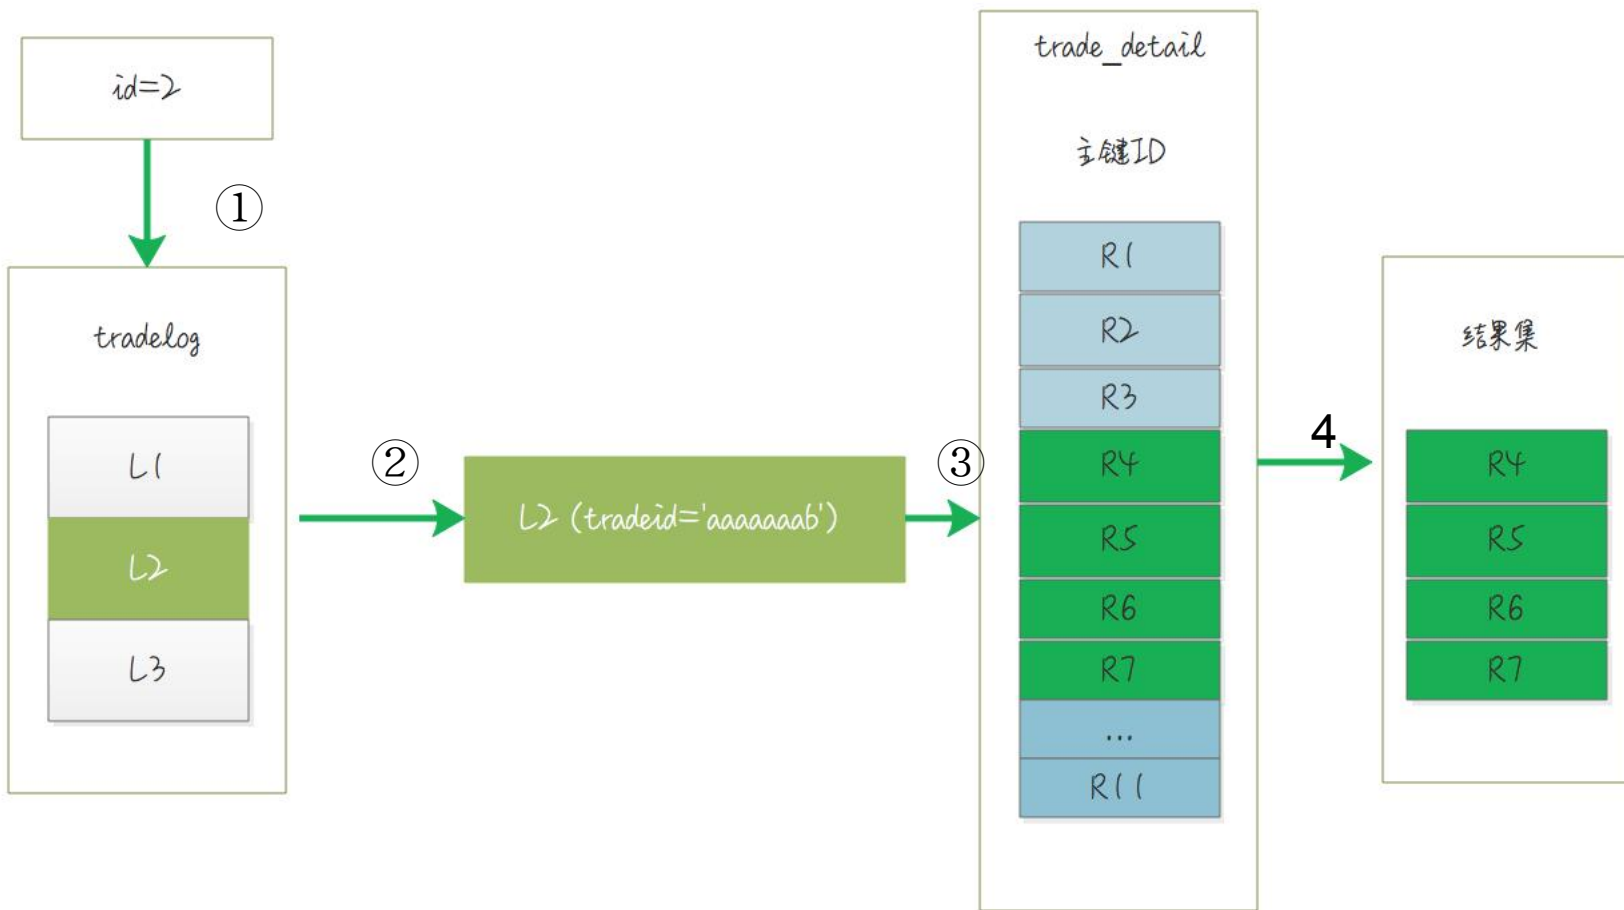 id=2
①
tradelog
L1
L2
L3
②
L2 (tradeid='aaaaaaab')
③
trade_detail
主键ID
R1
R2
R3
R4
R5
R6
R7
...
R11
4
结果集
R4
R5
R6
R7